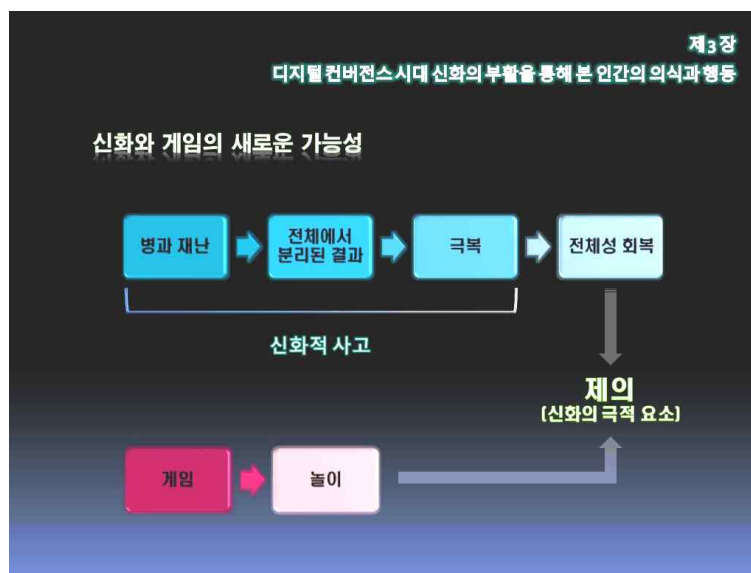 제3장
디지털 컨버전스 시대 신화의 부활을 통해 본 인간의 의식과 행동
신화와 게임의 새로운 가능성
병과 재난
전체에서
분리된 결과
극복
전체성 회복
신화적 사고
제의
(신화의 극적 요소)
게임
놀이